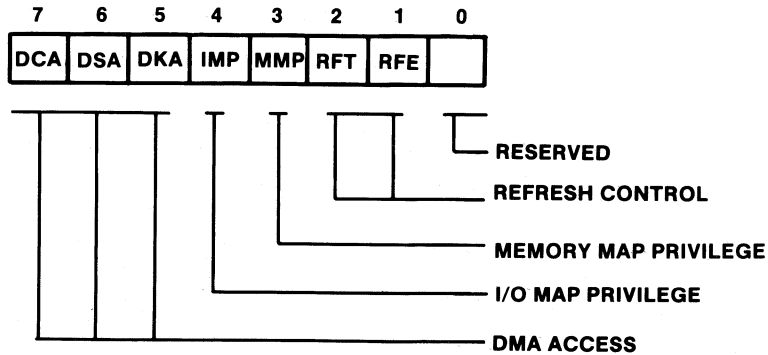 7 6 5 4 3 2 1 0
DCA DSA DKA IMP MMP RFT RFE
RESERVED
REFRESH CONTROL
MEMORY MAP PRIVILEGE
I/O MAP PRIVILEGE
DMA ACCESS